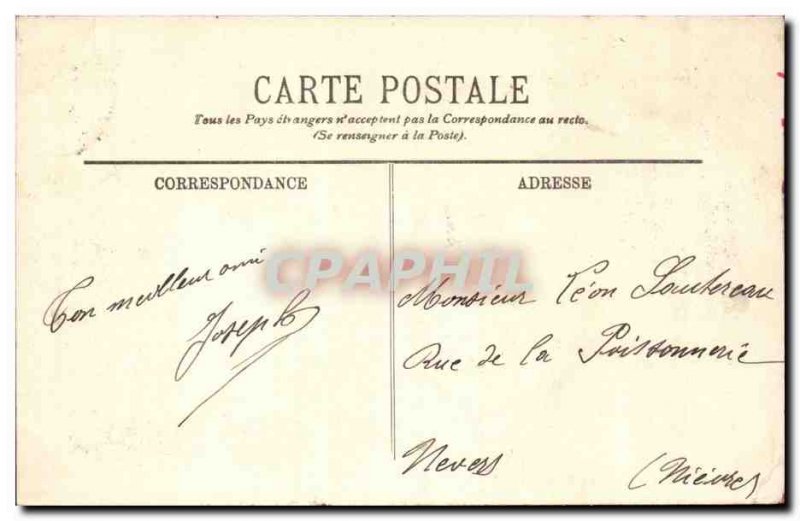 CARTE POSTALE
Tous les Pays étrangers n'acceptent pas la Correspondance au recto.
(Se renseigner à la Poste).
CORRESPONDANCE
ADRESSE
Ton meilleur ami
Joseph
CPAPHIL
Monsieur Léon Sautereau
Rue de la Poissonnerie
Nevers (Nièvre)